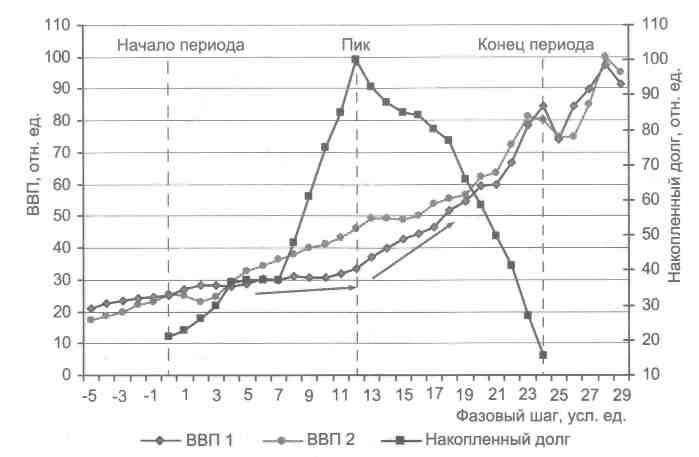 110
100
90
80
70
60
50
40
30
20
10
0
ВВП, отн. ед.
Начало периода
Пик
Конец периода
110
100
90
80
70
60
50
40
30
20
10
Накопленный долг, отн. ед.
-5 -3 -1 1 3 5 7 9 11 13 15 17 19 21 23 25 27 29
Фазовый шаг, усл. ед.
ВВП 1 ВВП 2 Накопленный долг